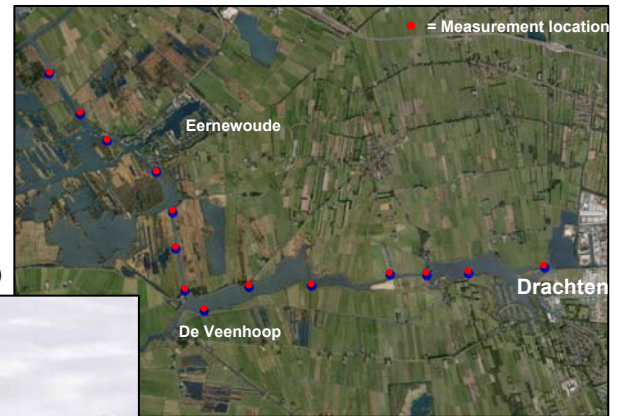 = Measurement location
Eernewoude
Drachten
De Veenhoop
)